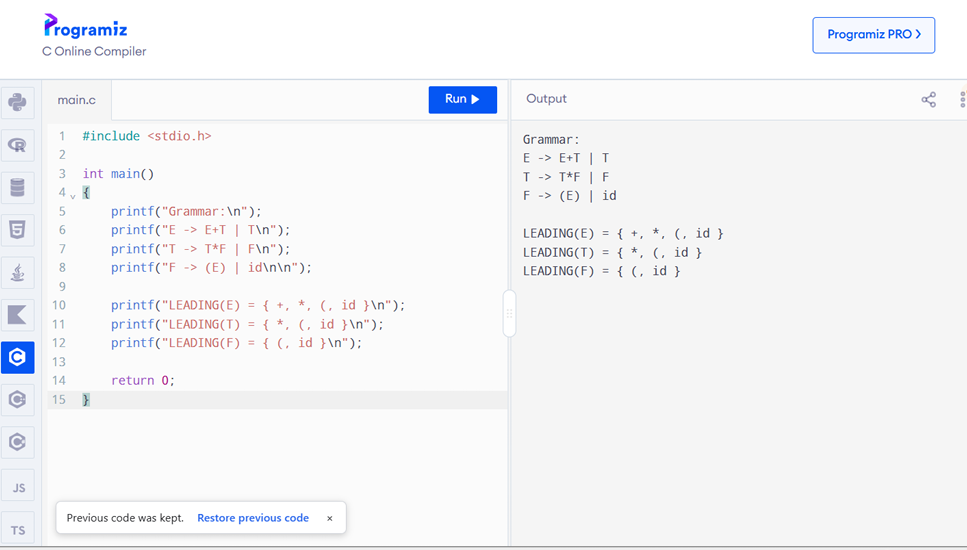 Programiz
C Online Compiler
Programiz PRO >
main.c
Run
Output
1 #include <stdio.h>
2
3 int main()
4 {
5 printf("Grammar:\n");
6 printf("E -> E+T | T\n");
7 printf("T -> T*F | F\n");
8 printf("F -> (E) | id\n\n");
9
10 printf("LEADING(E) = { +, *, (, id }\n");
11 printf("LEADING(T) = { *, (, id }\n");
12 printf("LEADING(F) = { (, id }\n");
13
14 return 0;
15 }
Grammar:
E -> E+T | T
T -> T*F | F
F -> (E) | id
LEADING(E) = { +, *, (, id }
LEADING(T) = { *, (, id }
LEADING(F) = { (, id }
JS
TS
Previous code was kept. Restore previous code ×